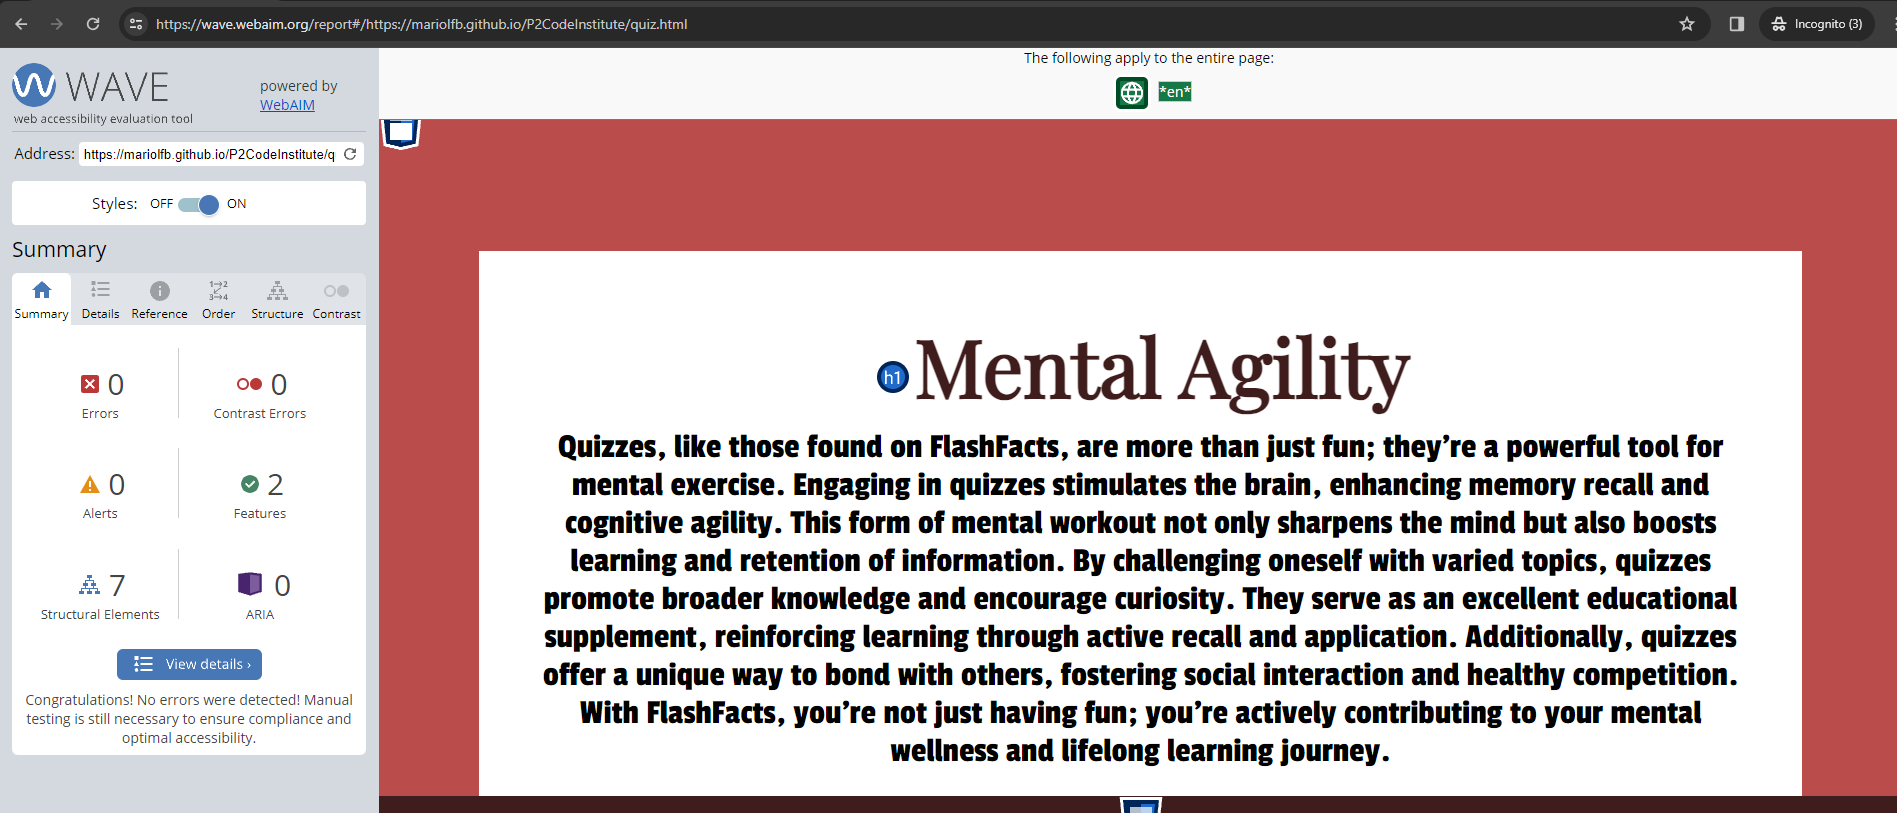 https://wave.webaim.org/report#/https://mariolfb.github.io/P2CodeInstitute/quiz.html
Incognito (3)
WAVE
web accessibility evaluation tool
powered by
WebAIM
Address: https://mariolfb.github.io/P2CodeInstitute/q
Styles: OFF ON
Summary
Summary Details Reference Order Structure Contrast
0
Errors
0
Contrast Errors
0
Alerts
2
Features
7
Structural Elements
0
ARIA
View details ›
Congratulations! No errors were detected! Manual
testing is still necessary to ensure compliance and
optimal accessibility.
The following apply to the entire page:
*en*
h1
Mental Agility
Quizzes, like those found on FlashFacts, are more than just fun; they're a powerful tool for
mental exercise. Engaging in quizzes stimulates the brain, enhancing memory recall and
cognitive agility. This form of mental workout not only sharpens the mind but also boosts
learning and retention of information. By challenging oneself with varied topics, quizzes
promote broader knowledge and encourage curiosity. They serve as an excellent educational
supplement, reinforcing learning through active recall and application. Additionally, quizzes
offer a unique way to bond with others, fostering social interaction and healthy competition.
With FlashFacts, you're not just having fun; you're actively contributing to your mental
wellness and lifelong learning journey.